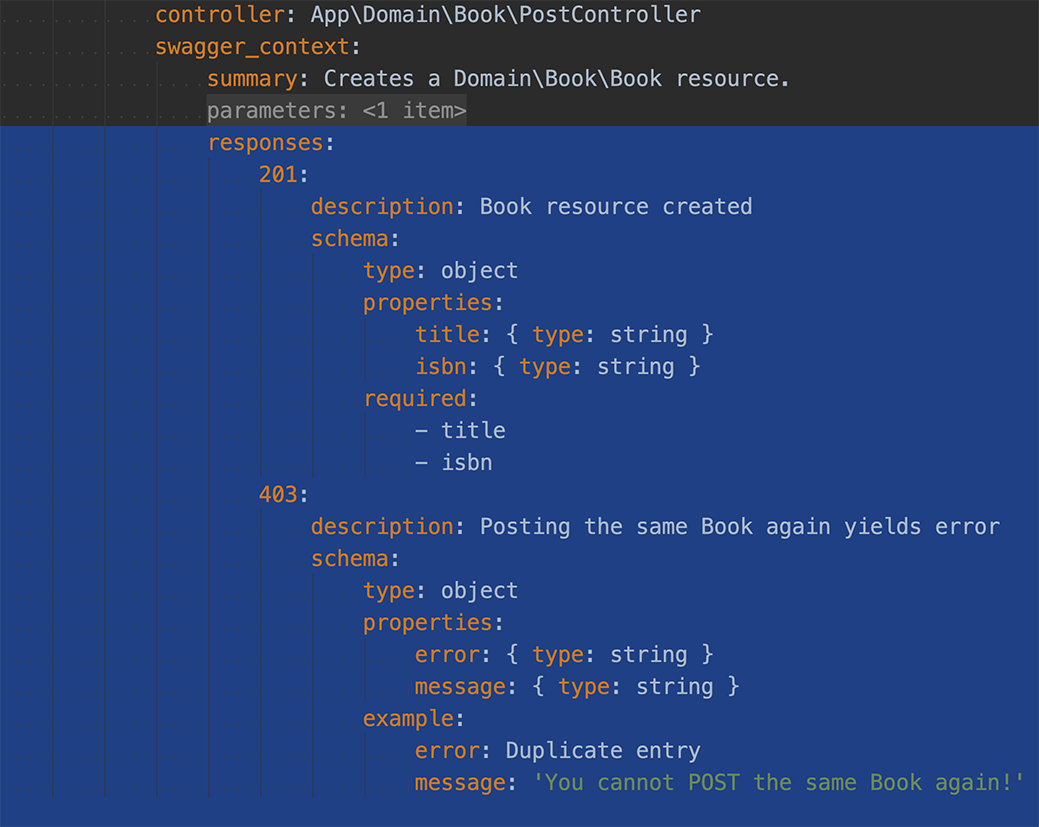 controller: App\Domain\Book\PostController
swagger_context:
summary: Creates a Domain\Book\Book resource.
parameters: <1 item>
responses:
201:
description: Book resource created
schema:
type: object
properties:
title: { type: string }
isbn: { type: string }
required:
- title
- isbn
403:
description: Posting the same Book again yields error
schema:
type: object
properties:
error: { type: string }
message: { type: string }
example:
error: Duplicate entry
message: 'You cannot POST the same Book again!'